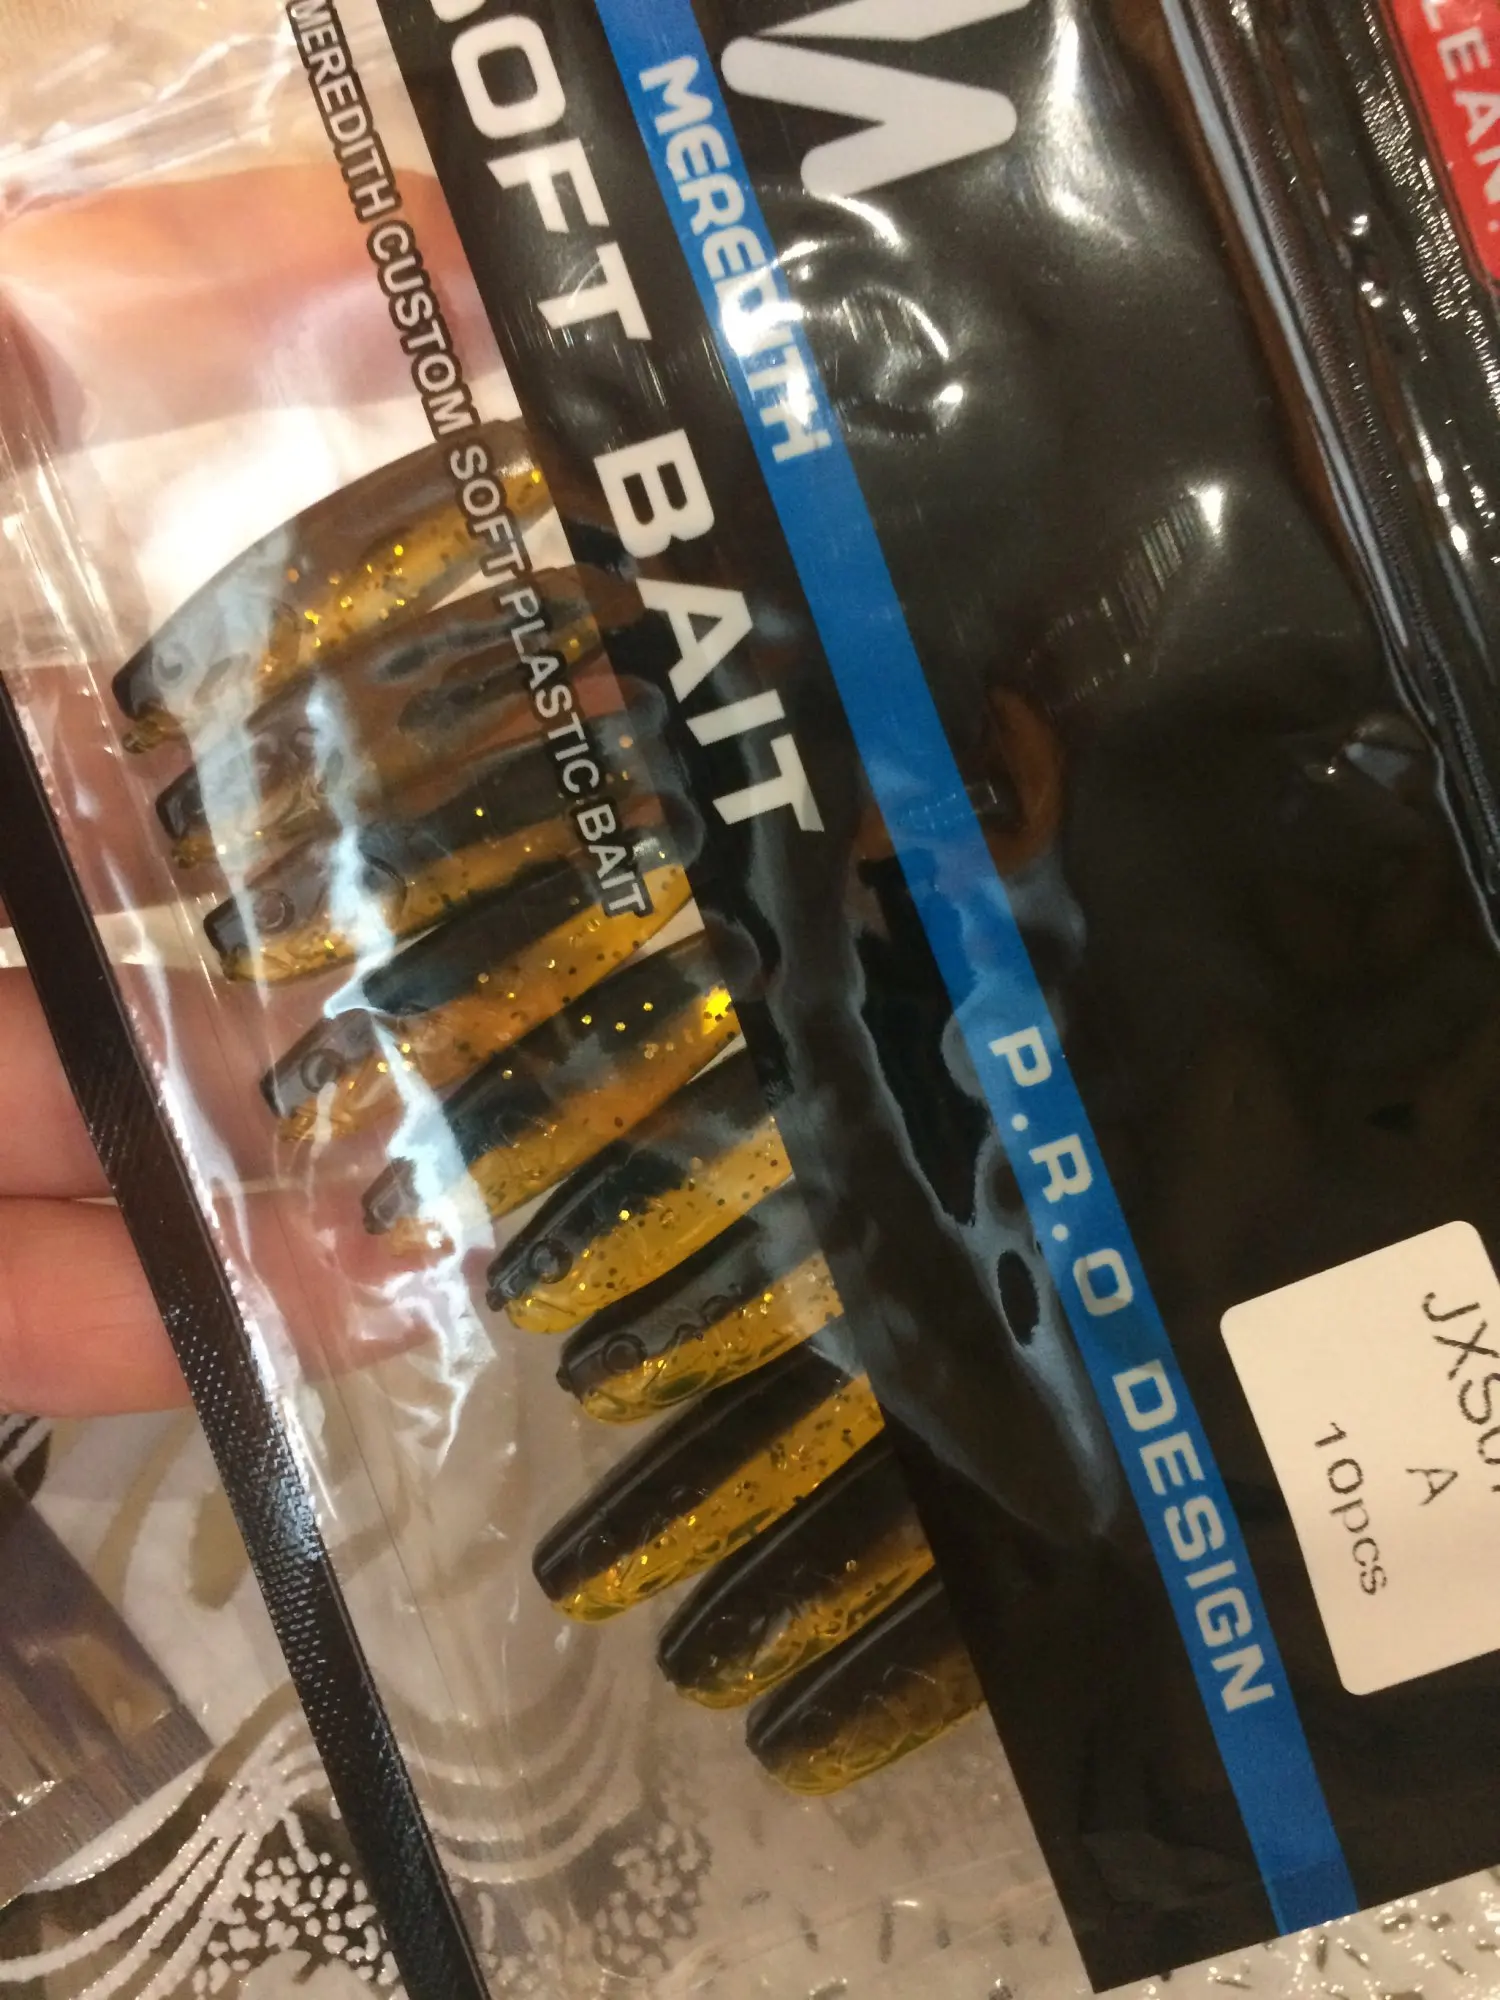 MEREDITH CUSTOM SOFT PLASTIC BAIT
SOFT BAIT
MEREDITH
P.R.O DESIGN
A
10pcs